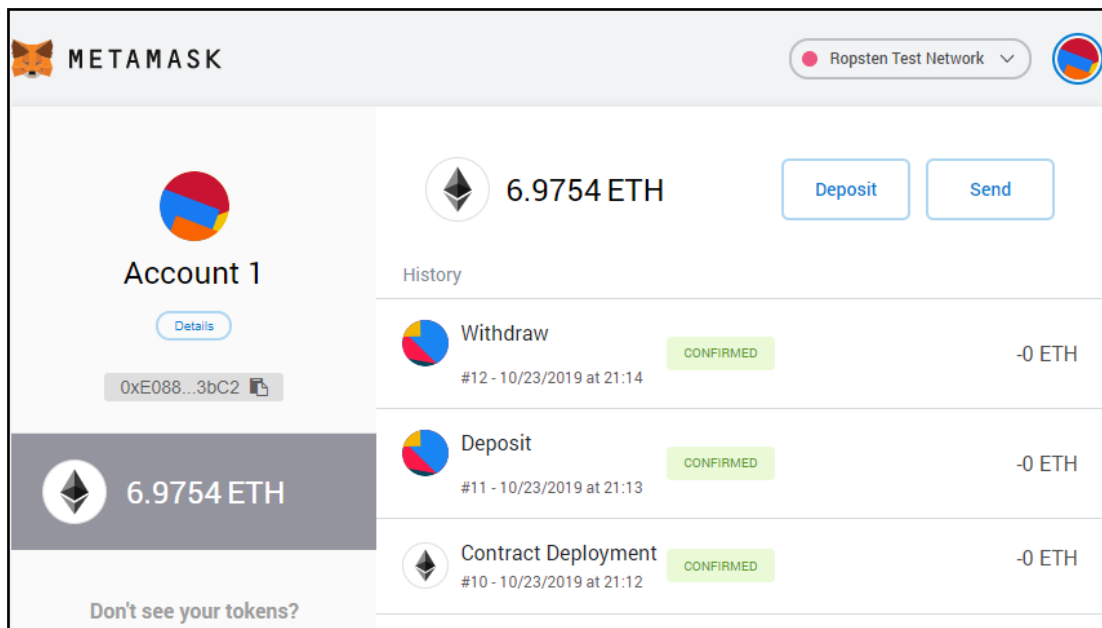 METAMASK
Ropsten Test Network
Account 1
Details
0xE088...3bC2
6.9754 ETH
Don't see your tokens?
6.9754 ETH
Deposit
Send
History
Withdraw
#12 - 10/23/2019 at 21:14
CONFIRMED
-0 ETH
Deposit
#11 - 10/23/2019 at 21:13
CONFIRMED
-0 ETH
Contract Deployment
#10 - 10/23/2019 at 21:12
CONFIRMED
-0 ETH